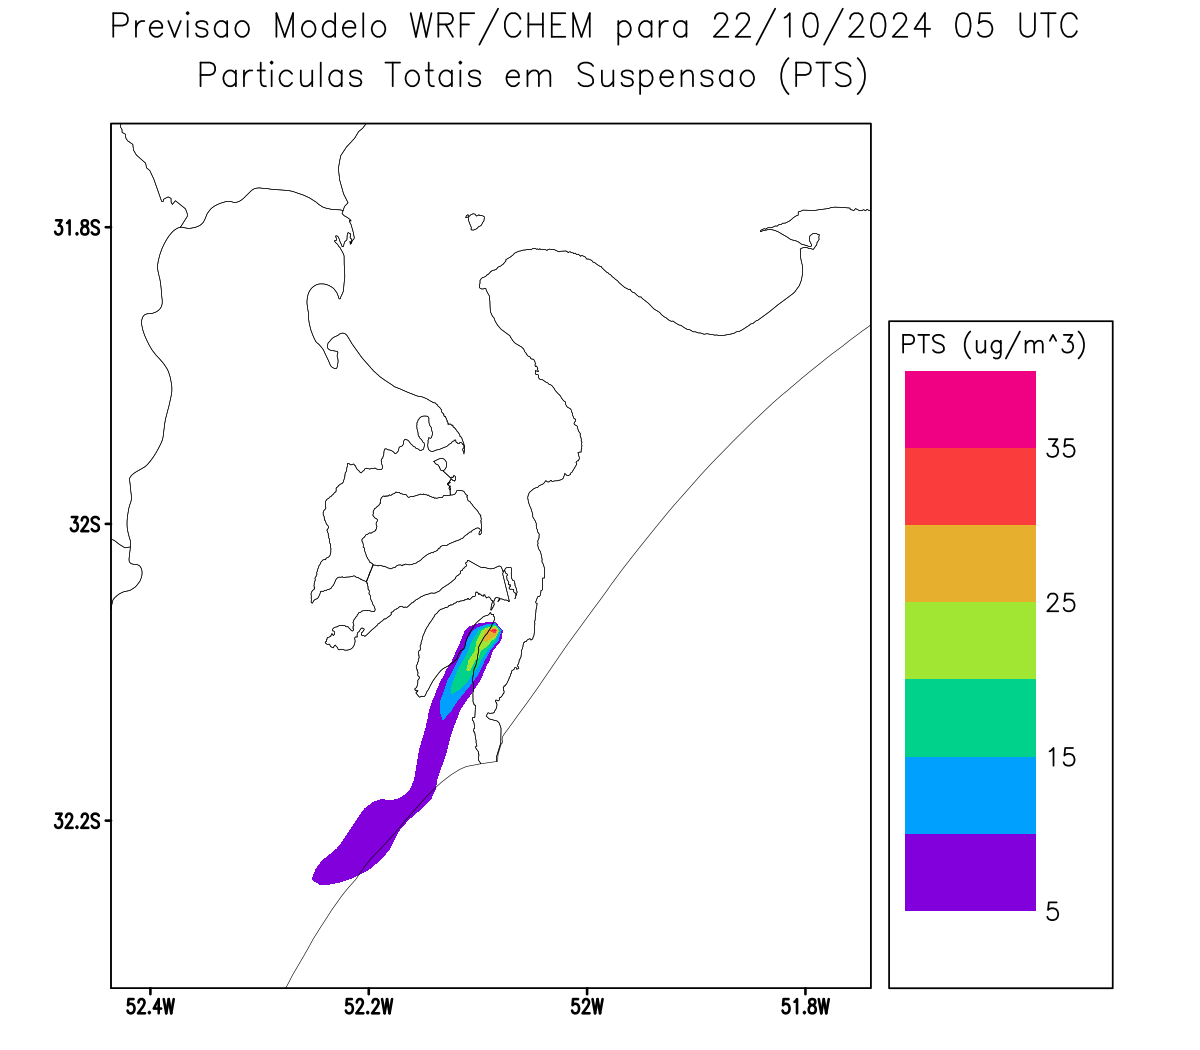 Previsao Modelo WRF/CHEM para 22/10/2024 05 UTC
Particulas Totais em Suspensao (PTS)
31.8S
32S
32.2S
52.4W
52.2W
52W
51.8W
PTS (ug/m^3)
35
25
15
5